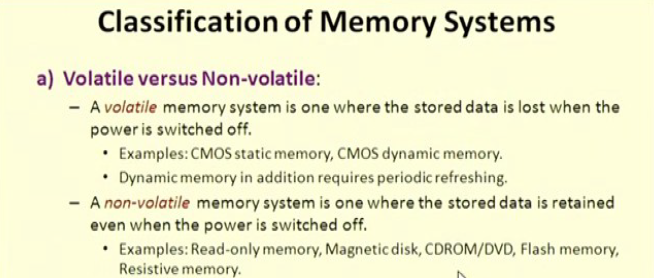 Classification of Memory Systems
a) Volatile versus Non-volatile:
– A volatile memory system is one where the stored data is lost when the
power is switched off.
• Examples: CMOS static memory, CMOS dynamic memory.
• Dynamic memory in addition requires periodic refreshing.
– A non-volatile memory system is one where the stored data is retained
even when the power is switched off.
• Examples: Read-only memory, Magnetic disk, CDROM/DVD, Flash memory,
Resistive memory.